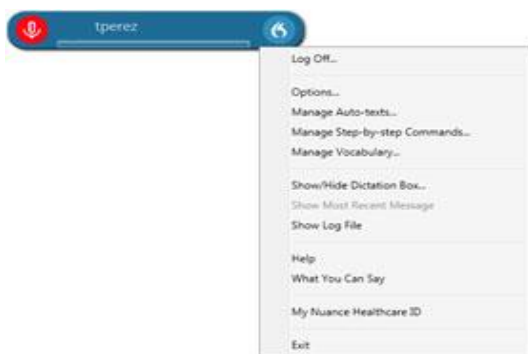 tperez
Log Off...
Options...
Manage Auto-texts...
Manage Step-by-step Commands...
Manage Vocabulary...
Show/Hide Dictation Box...
Show Most Recent Message
Show Log File
Help
What You Can Say
My Nuance Healthcare ID
Exit